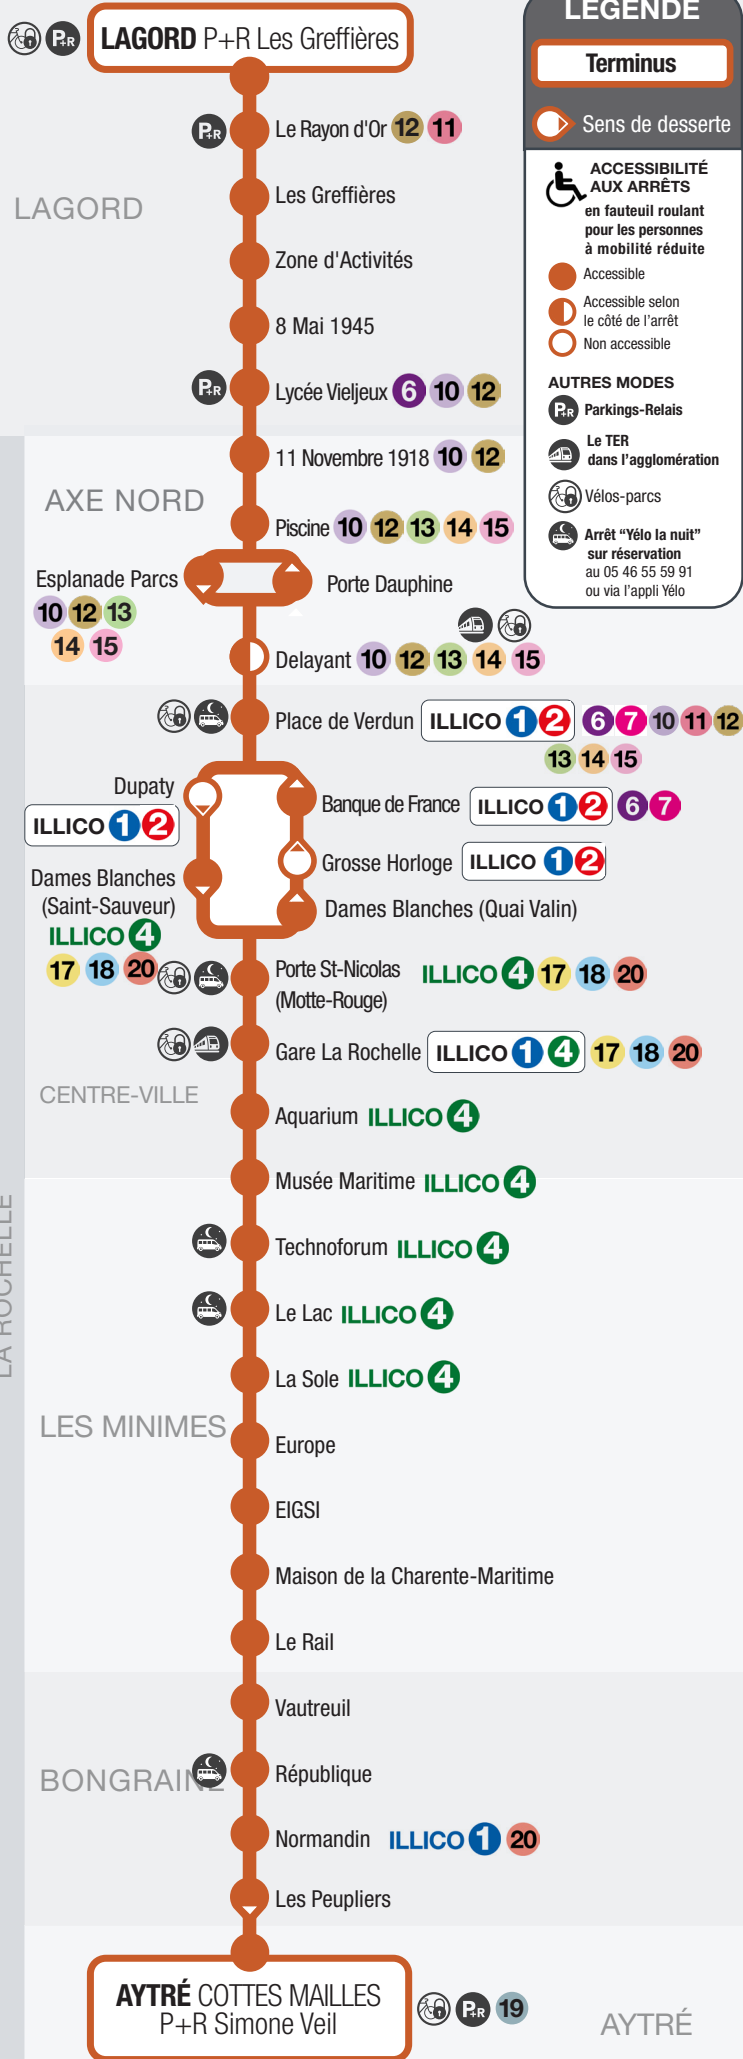 LÉGENDE
Terminus
Sens de desserte
ACCESSIBILITÉ
AUX ARRÊTS
en fauteuil roulant
pour les personnes
à mobilité réduite
Accessible
Accessible selon
le côté de l'arrêt
Non accessible
AUTRES MODES
P+R Parkings-Relais
Le TER
dans l'agglomération
Vélos-parcs
Arrêt "Yélo la nuit"
sur réservation
au 05 46 55 59 91
ou via l'appli Yélo
P+R LAGORD P+R Les Greffières
P+R Le Rayon d'Or 12 11
Les Greffières
LAGORD
Zone d'Activités
8 Mai 1945
P+R Lycée Vieljeux 6 10 12
11 Novembre 1918 10 12
AXE NORD
Piscine 10 12 13 14 15
Esplanade Parcs
10 12 13
14 15
Porte Dauphine
Delayant 10 12 13 14 15
Place de Verdun ILLICO 1 2 6 7 10 11 12
13 14 15
Dupaty
ILLICO 1 2
Banque de France ILLICO 1 2 6 7
Grosse Horloge ILLICO 1 2
Dames Blanches
(Saint-Sauveur)
ILLICO 4
17 18 20
Dames Blanches (Quai Valin)
Porte St-Nicolas ILLICO 4 17 18 20
(Motte-Rouge)
Gare La Rochelle ILLICO 1 4 17 18 20
CENTRE-VILLE
Aquarium ILLICO 4
Musée Maritime ILLICO 4
LA ROCHELLE
Technoforum ILLICO 4
Le Lac ILLICO 4
La Sole ILLICO 4
LES MINIMES
Europe
EIGSI
Maison de la Charente-Maritime
Le Rail
Vautreuil
BONGRAINE
République
Normandin ILLICO 1 20
Les Peupliers
AYTRÉ COTTES MAILLES
P+R Simone Veil
P+R 19
AYTRÉ